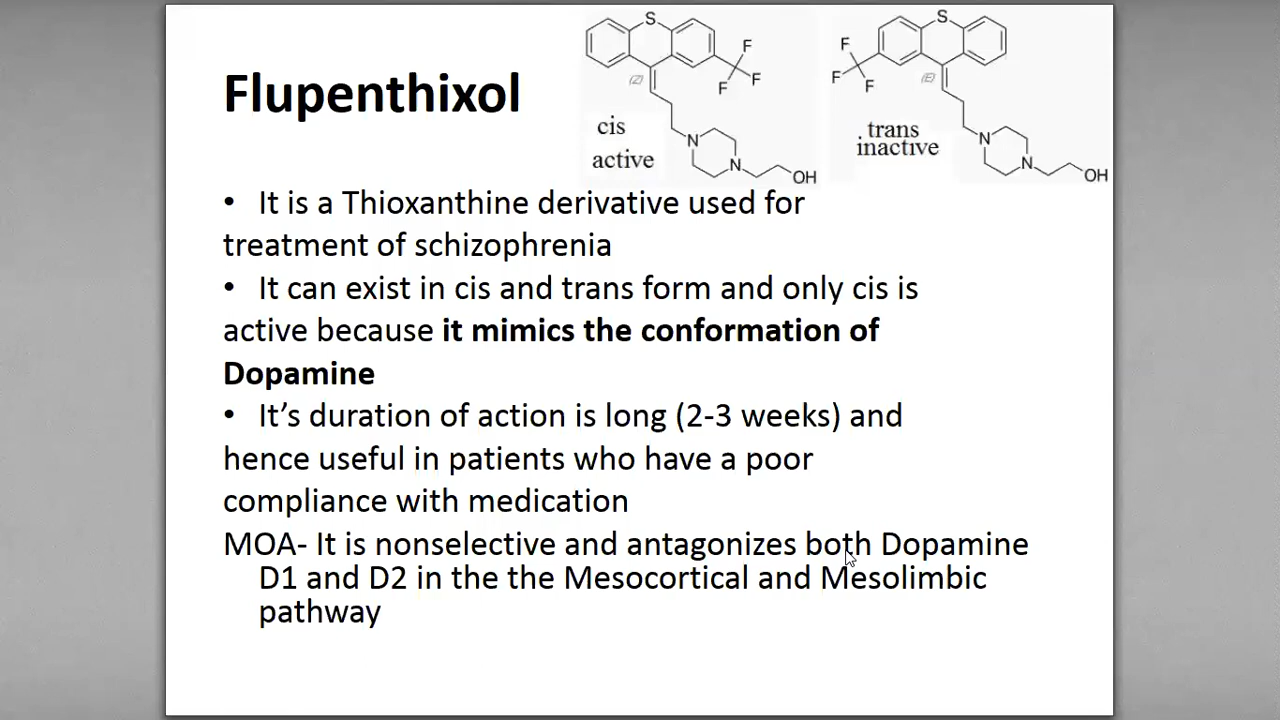 Flupenthixol
S
F
F
F
(Z)
cis
active
N
N
OH
S
F
F
F
(E)
trans
inactive
N
N
OH
• It is a Thioxanthine derivative used for
treatment of schizophrenia
• It can exist in cis and trans form and only cis is
active because it mimics the conformation of
Dopamine
• It’s duration of action is long (2-3 weeks) and
hence useful in patients who have a poor
compliance with medication
MOA- It is nonselective and antagonizes both Dopamine
D1 and D2 in the the Mesocortical and Mesolimbic
pathway